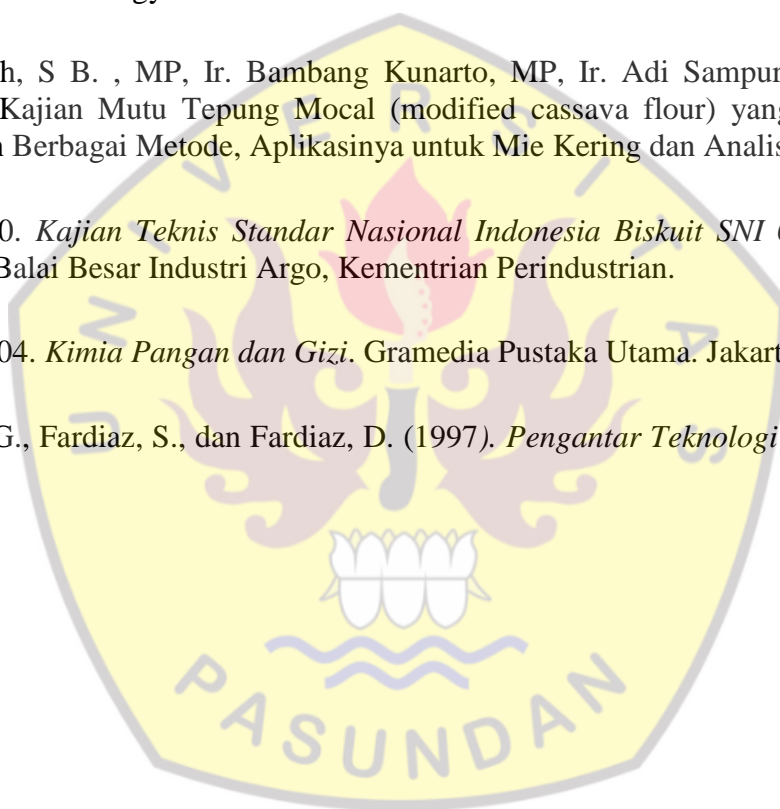 h, S B. , MP, Ir. Bambang Kunarto, MP, Ir. Adi Sampur
Kajian Mutu Tepung Mocal (modified cassava flour) yang
Berbagai Metode, Aplikasinya untuk Mie Kering dan Analis
0. Kajian Teknis Standar Nasional Indonesia Biskuit SNI
Balai Besar Industri Argo, Kementrian Perindustrian.
04. Kimia Pangan dan Gizi. Gramedia Pustaka Utama. Jakart
G., Fardiaz, S., dan Fardiaz, D. (1997). Pengantar Teknologi
UNIVERSITAS
PASUNDAN